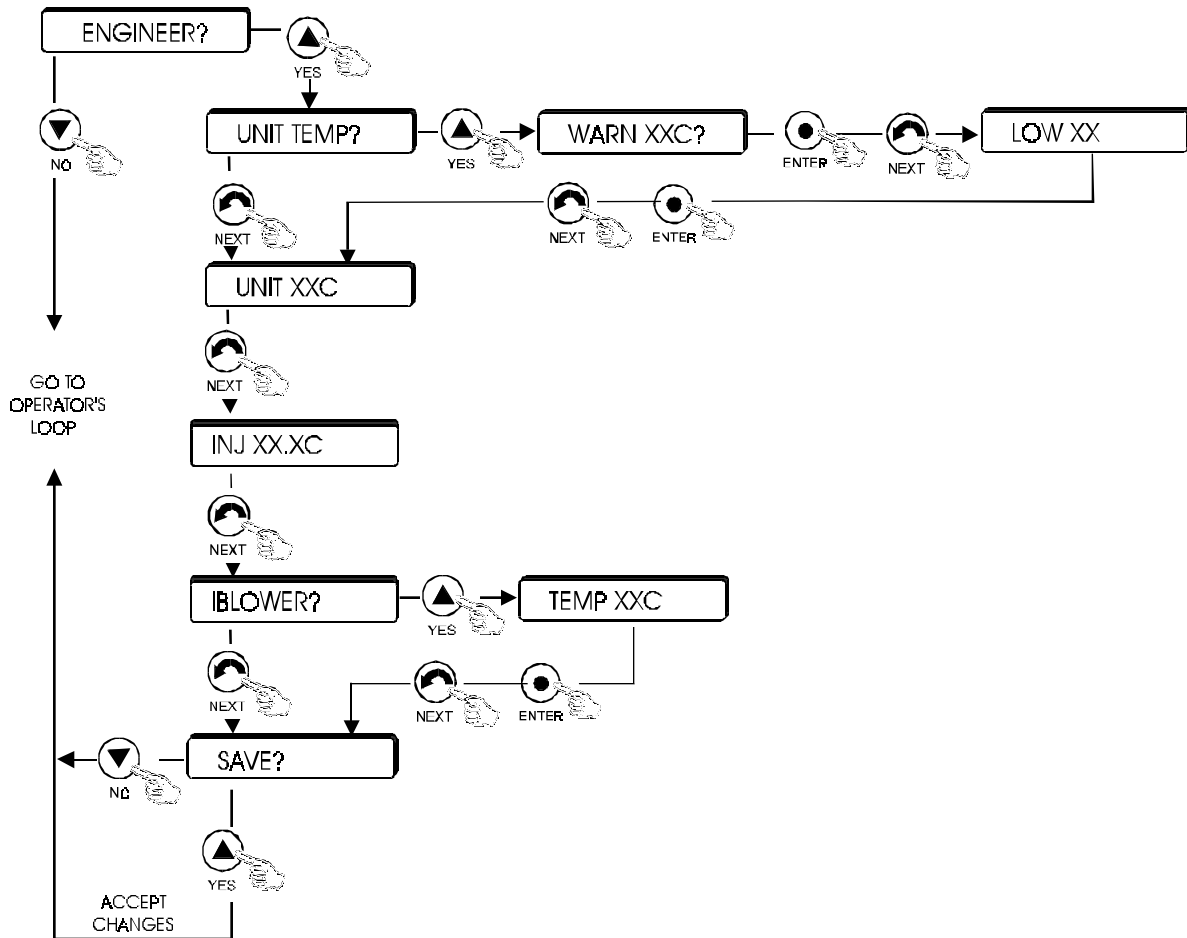 ENGINEER?
YES
NO
UNIT TEMP?
YES
WARN XXC?
ENTER
NEXT
LOW XX
NEXT
NEXT
ENTER
UNIT XXC
NEXT
GO TO
OPERATOR'S
LOOP
INJ XX.XC
NEXT
IBLOWER?
YES
TEMP XXC
NEXT
NEXT
ENTER
SAVE?
NO
YES
ACCEPT
CHANGES